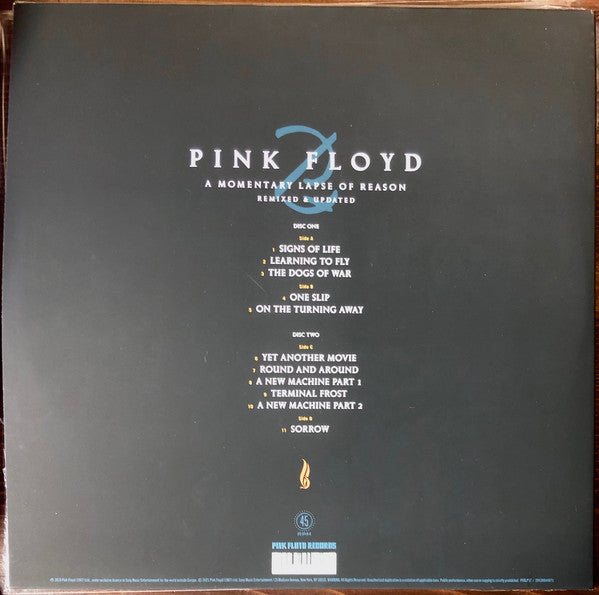 PINK FLOYD
A MOMENTARY LAPSE OF REASON
REMIXED & UPDATED
DISC ONE
Side A
1 SIGNS OF LIFE
2 LEARNING TO FLY
3 THE DOGS OF WAR
Side B
4 ONE SLIP
5 ON THE TURNING AWAY
DISC TWO
Side C
6 YET ANOTHER MOVIE
7 ROUND AND AROUND
8 A NEW MACHINE PART 1
9 TERMINAL FROST
10 A NEW MACHINE PART 2
Side D
11 SORROW
45
RPM
PINK FLOYD RECORDS